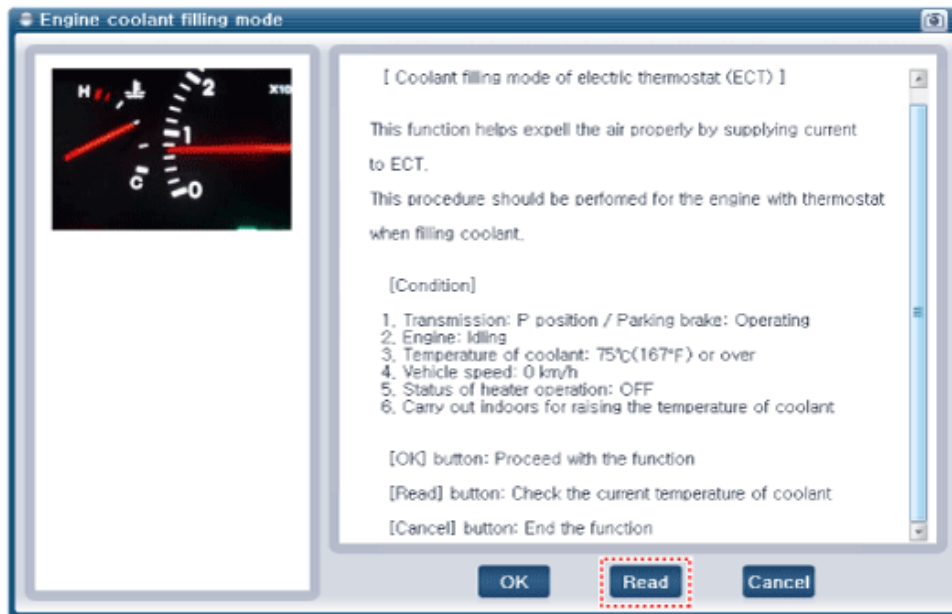 Engine coolant filling mode
H
2
X10
1
C
0
[ Coolant filling mode of electric thermostat (ECT) ]
This function helps expell the air properly by supplying current
to ECT.
This procedure should be perfomed for the engine with thermostat
when filling coolant.
[Condition]
1. Transmission: P position / Parking brake: Operating
2. Engine: Idling
3. Temperature of coolant: 75℃(167°F) or over
4. Vehicle speed: 0 km/h
5. Status of heater operation: OFF
6. Carry out indoors for raising the temperature of coolant
[OK] button: Proceed with the function
[Read] button: Check the current temperature of coolant
[Cancel] button: End the function
OK
Read
Cancel